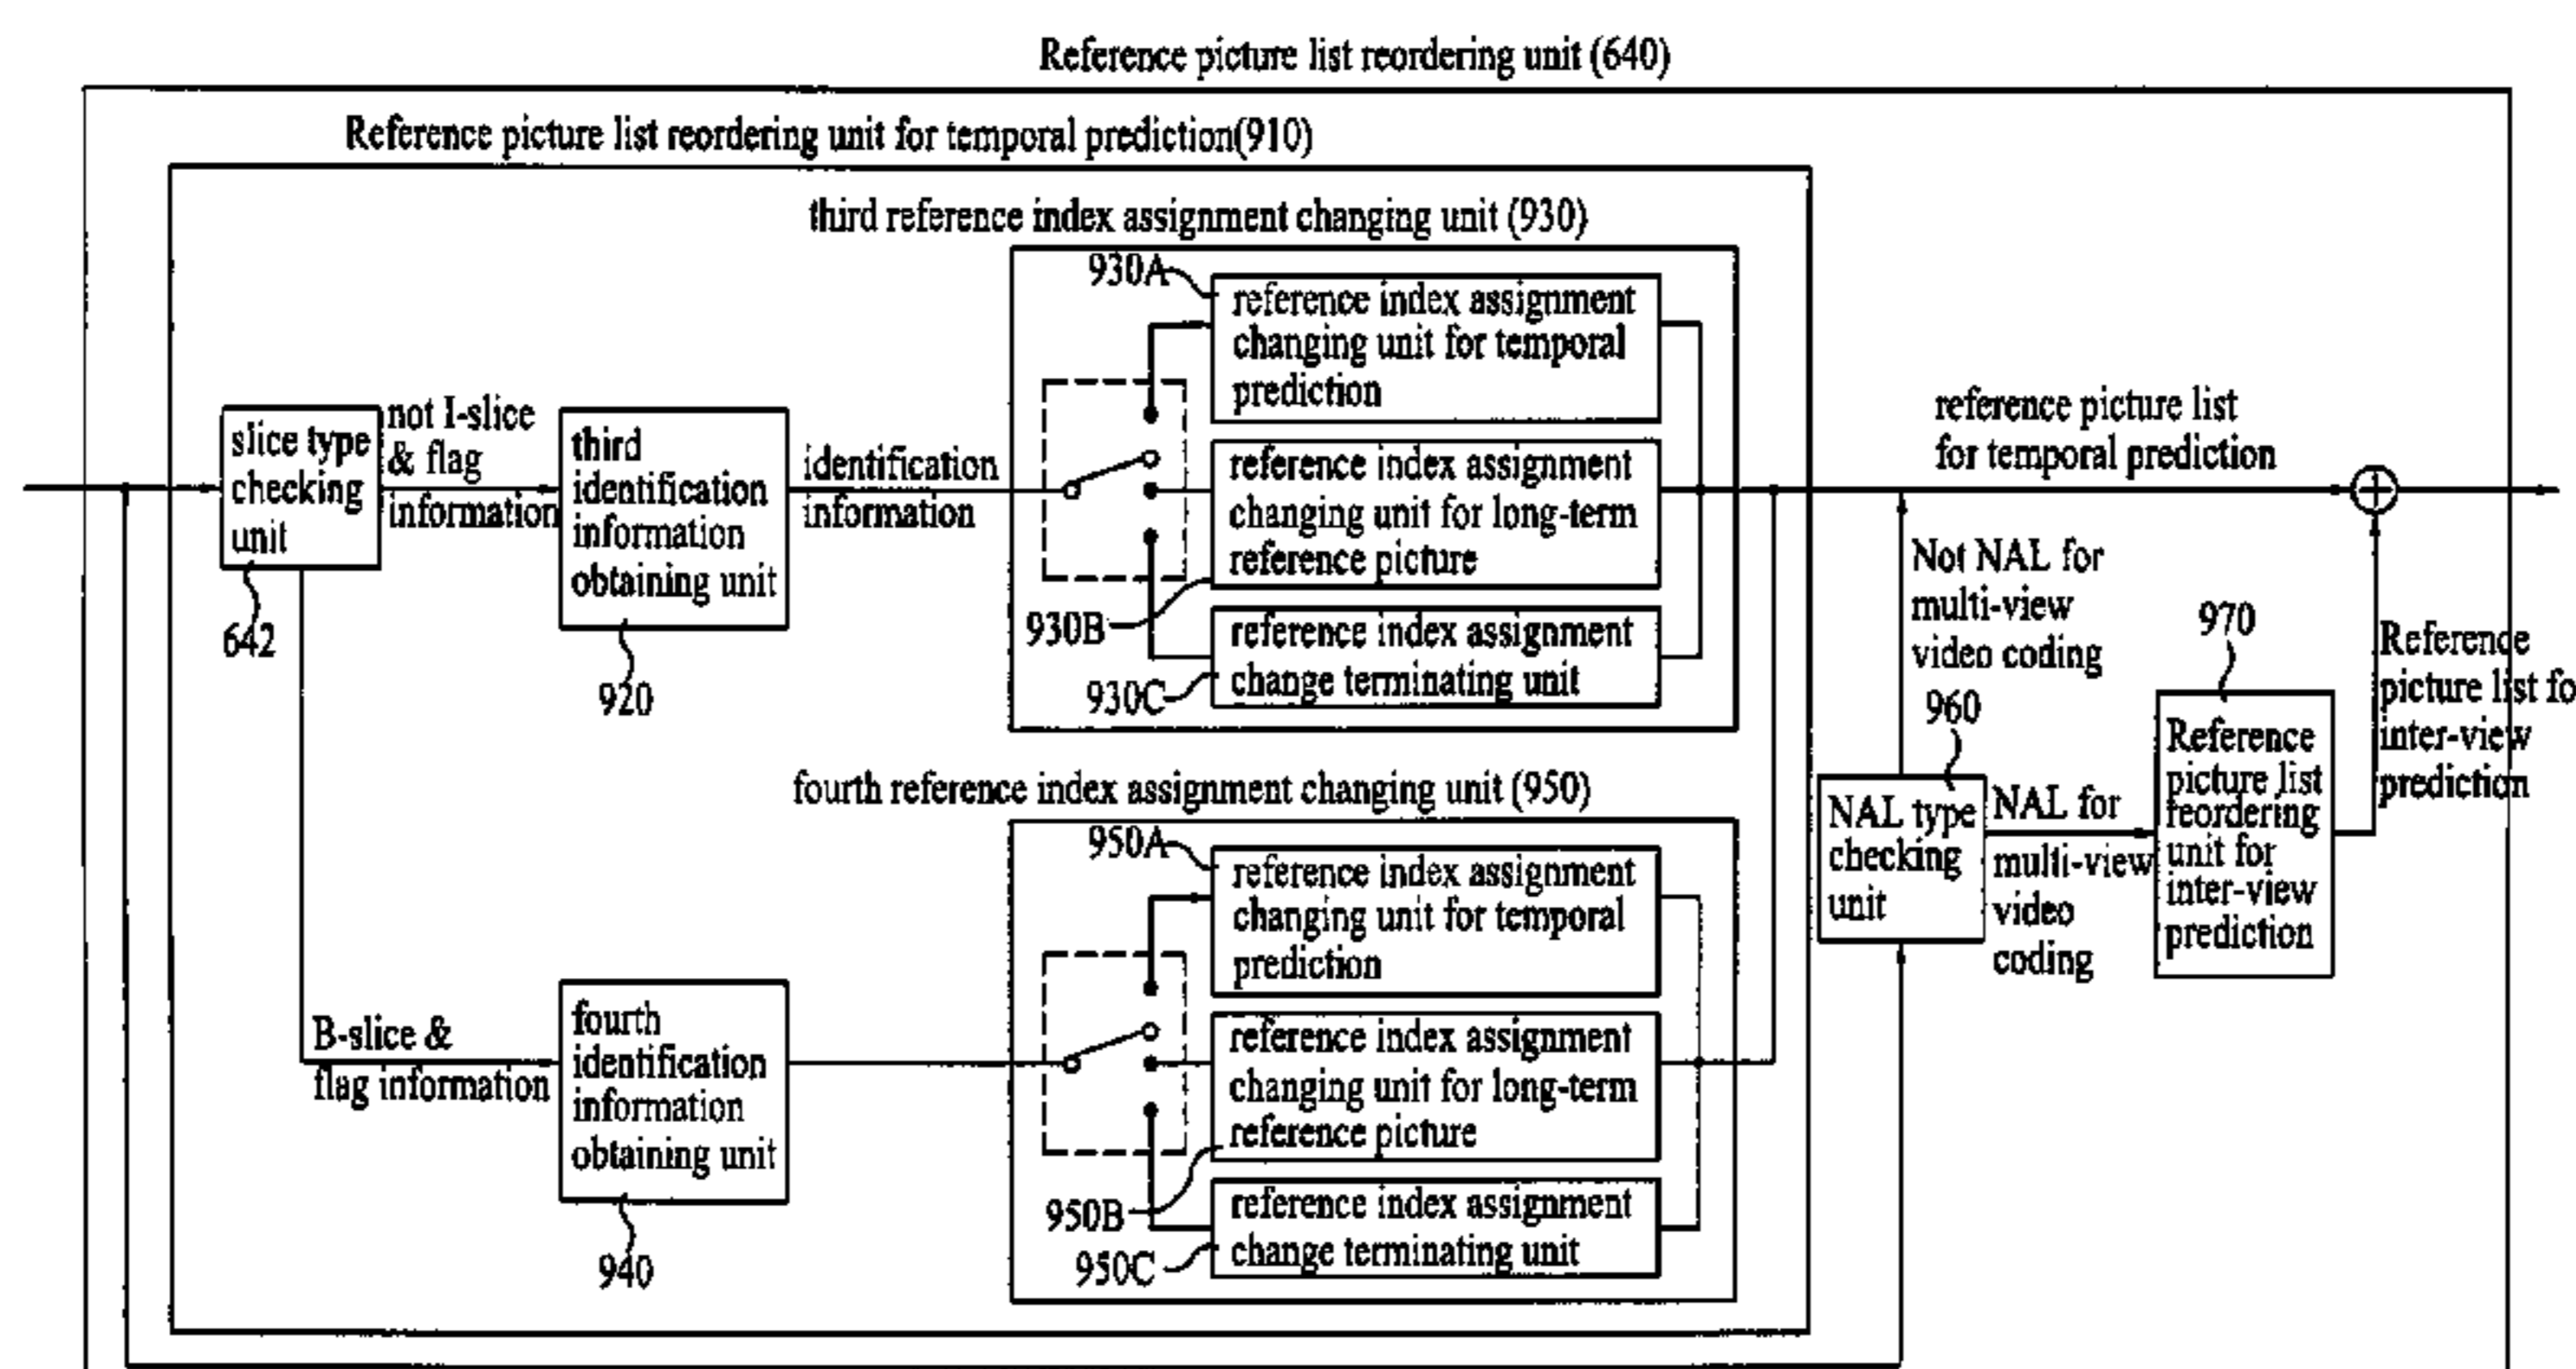 Reference picture list reordering unit (640)
Reference picture list reordering unit for temporal prediction(910)
third reference index assignment changing unit (930)
930A
reference index assignment
changing unit for temporal
prediction
slice type
checking
unit
642
not I-slice
& flag
information
third
identification
information
obtaining unit
920
identification
information
reference index assignment
changing unit for long-term
reference picture
930B
reference index assignment
change terminating unit
930C
reference picture list
for temporal prediction
Not NAL for
multi-view
video coding
960
NAL type
checking
unit
NAL for
multi-view
video
coding
970
Reference
picture list
reordering
unit for
inter-view
prediction
Reference
picture list fo
inter-view
prediction
fourth reference index assignment changing unit (950)
950A
reference index assignment
changing unit for temporal
prediction
B-slice &
flag information
fourth
identification
information
obtaining unit
940
reference index assignment
changing unit for long-term
reference picture
950B
reference index assignment
change terminating unit
950C